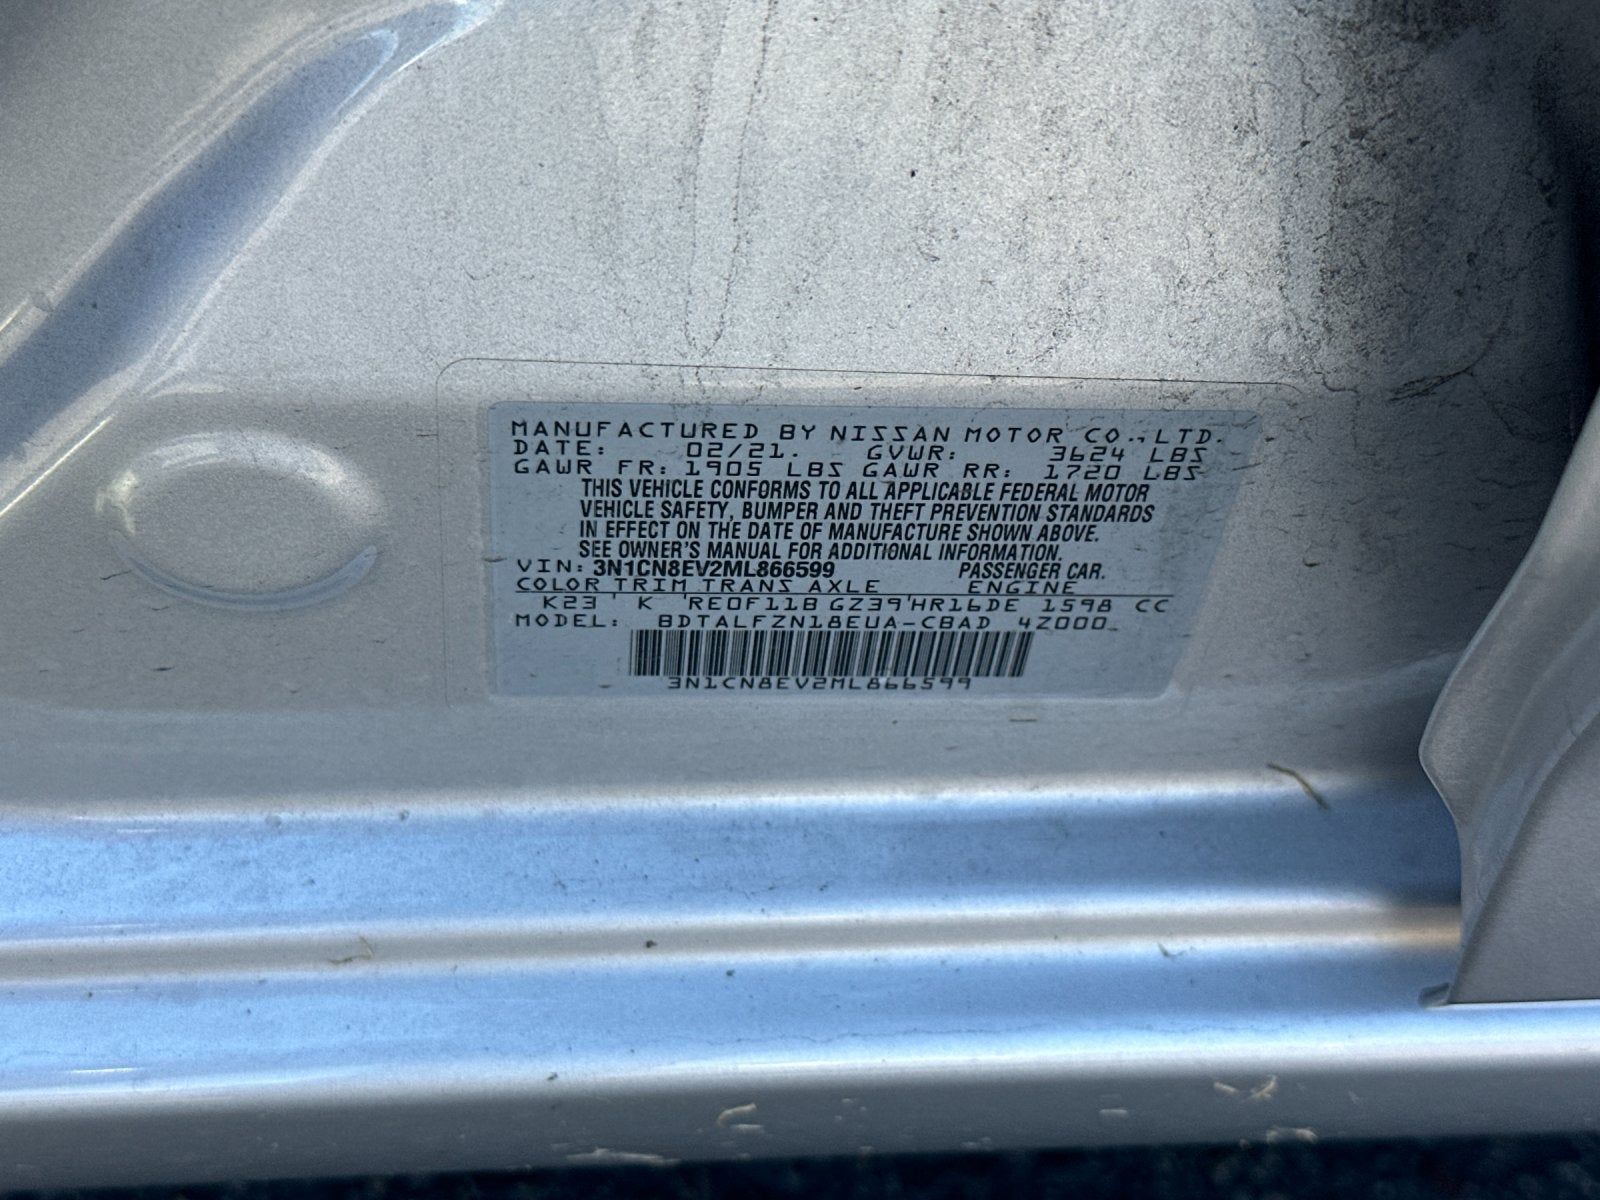 MANUFACTURED BY NISSAN MOTOR CO.,LTD.
DATE: 02/21. GVWR: 3624 LBS
GAWR FR: 1905 LBS GAWR RR: 1720 LBS
THIS VEHICLE CONFORMS TO ALL APPLICABLE FEDERAL MOTOR
VEHICLE SAFETY, BUMPER AND THEFT PREVENTION STANDARDS
IN EFFECT ON THE DATE OF MANUFACTURE SHOWN ABOVE.
SEE OWNER'S MANUAL FOR ADDITIONAL INFORMATION.
VIN: 3N1CN8EV2ML866599 PASSENGER CAR.
COLOR TRIM TRANS AXLE ENGINE
K23 K RE0F11B GZ39 HR16DE 1598 CC
MODEL: BDTALFZN18EUA-CBAD 4Z000
3N1CN8EV2ML866599